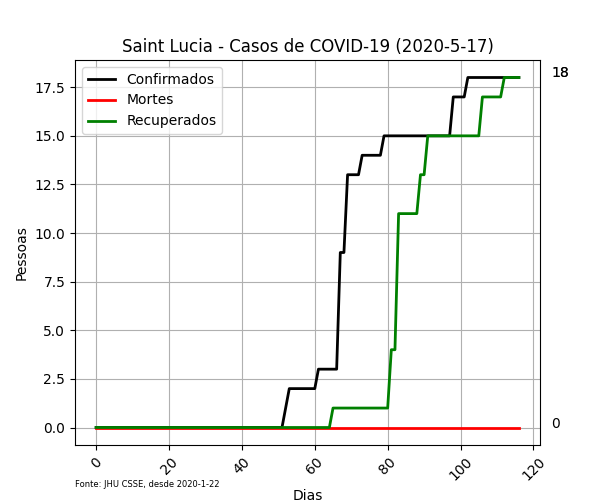 Saint Lucia - Casos de COVID-19 (2020-5-17)
Confirmados
Mortes
Recuperados
18
17.5
15.0
12.5
10.0
7.5
5.0
2.5
0.0
0
Pessoas
0 20 40 60 80 100 120
Fonte: JHU CSSE, desde 2020-1-22
Dias